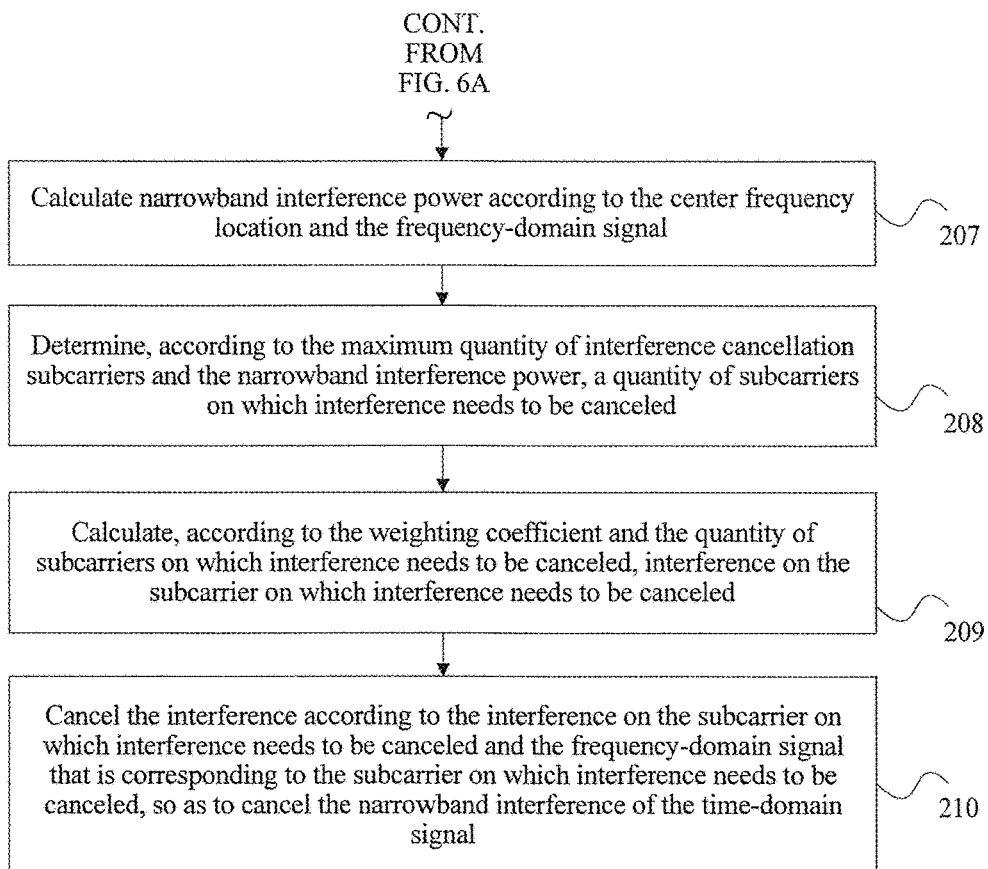 CONT.
FROM
FIG. 6A
Calculate narrowband interference power according to the center frequency
location and the frequency-domain signal
207
Determine, according to the maximum quantity of interference cancellation
subcarriers and the narrowband interference power, a quantity of subcarriers
on which interference needs to be canceled
208
Calculate, according to the weighting coefficient and the quantity of
subcarriers on which interference needs to be canceled, interference on the
subcarrier on which interference needs to be canceled
209
Cancel the interference according to the interference on the subcarrier on
which interference needs to be canceled and the frequency-domain signal
that is corresponding to the subcarrier on which interference needs to be
canceled, so as to cancel the narrowband interference of the time-domain
signal
210